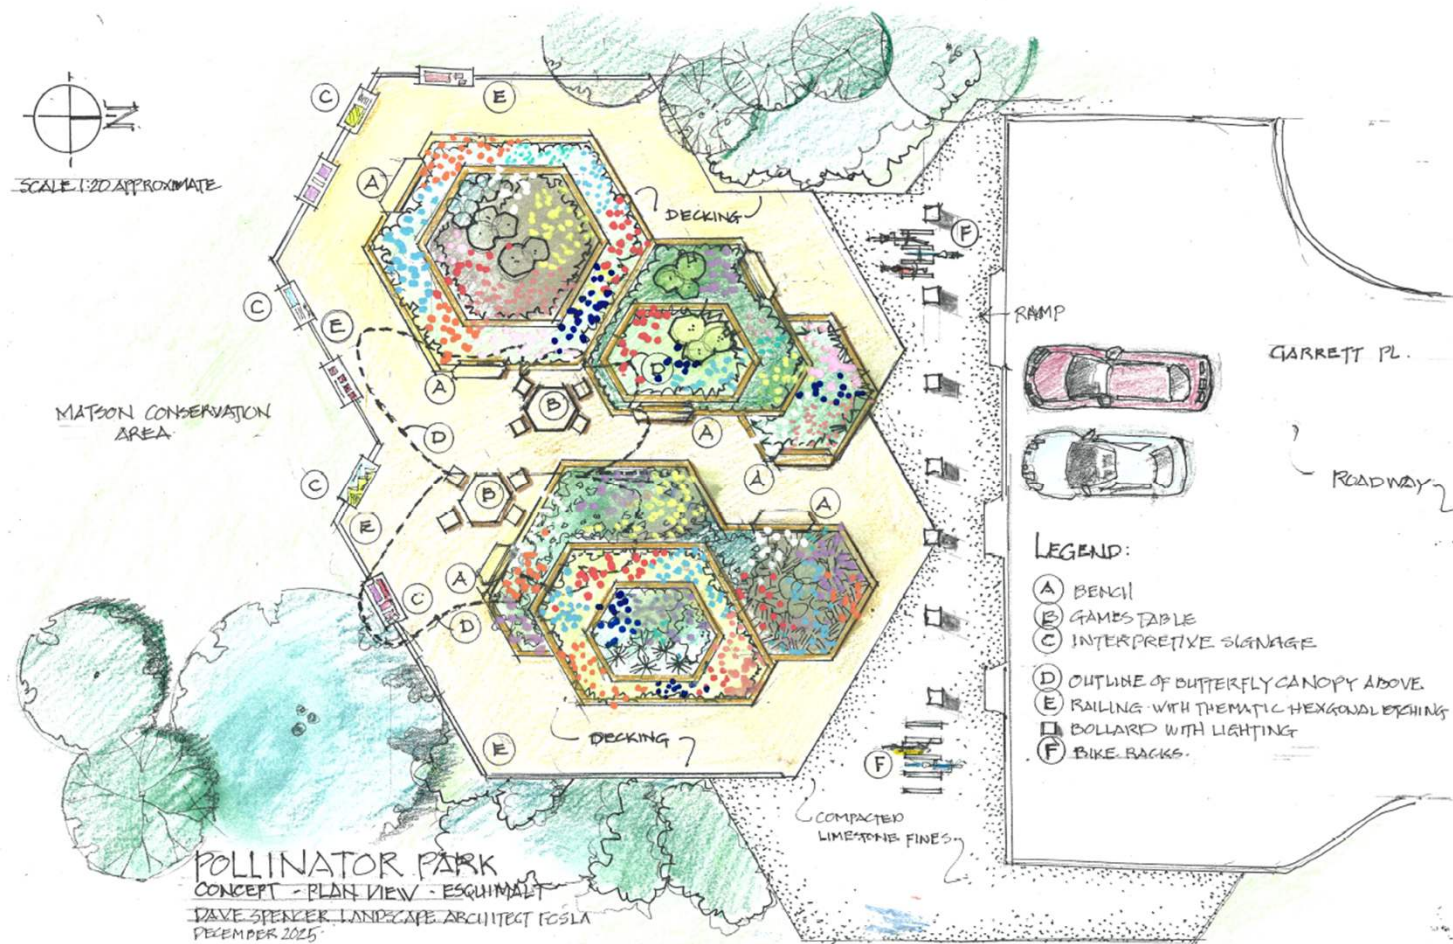 C
E
N
SCALE 1:20 APPROXIMATE
A
DECKING
F
C
E
RAMP
GARRETT PL.
A
B
MATSON CONSERVATION
AREA
D
A
C
B
A
A
ROADWAY
E
LEGEND:
A BENCH
B GAMES TABLE
C INTERPRETIVE SIGNAGE
D OUTLINE OF BUTTERFLY CANOPY ABOVE
E RAILING WITH THEMATIC HEXGONAL ETCHING
BOLLARD WITH LIGHTING
F BIKE RACKS.
A
C
D
E
DECKING
F
COMPACTED
LIMESTONE FINES
POLLINATOR PARK
CONCEPT - PLAN VIEW - ESQUIMALT
DAVE SPENCER LANDSCAPE ARCHITECT FCSLA
DECEMBER 2025